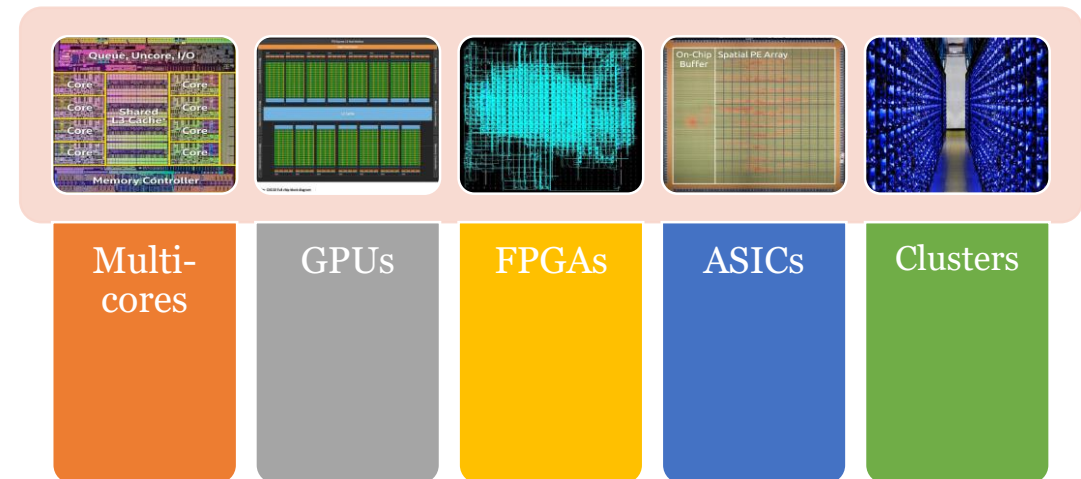 Queue, Uncore, I/O
Core
Core
Core
Shared
L3 Cache
Core
Core
Core
Core
Core
Memory Controller
On-Chip
Buffer
Spatial PE Array
Multi-
cores
GPUs
FPGAs
ASICs
Clusters